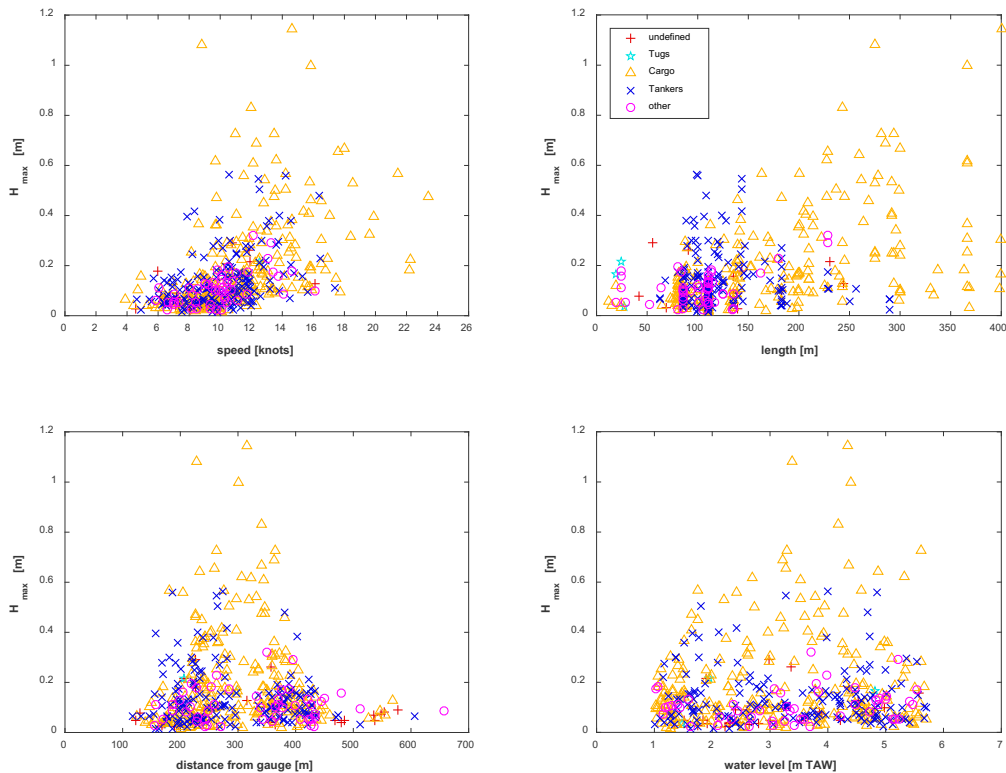 1.2
1
0.8
0.6
0.4
0.2
0
H max [m]
0 2 4 6 8 10 12 14 16 18 20 22 24 26
speed [knots]
1.2
1
0.8
0.6
0.4
0.2
0
H max [m]
undefined
Tugs
Cargo
Tankers
other
0 50 100 150 200 250 300 350 400
length [m]
1.2
1
0.8
0.6
0.4
0.2
0
H max [m]
0 100 200 300 400 500 600 700
distance from gauge [m]
1.2
1
0.8
0.6
0.4
0.2
0
H max [m]
0 1 2 3 4 5 6 7
water level [m TAW]